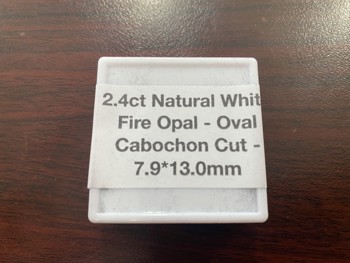 2.4ct Natural Whit
Fire Opal - Oval
Cabochon Cut -
7.9*13.0mm